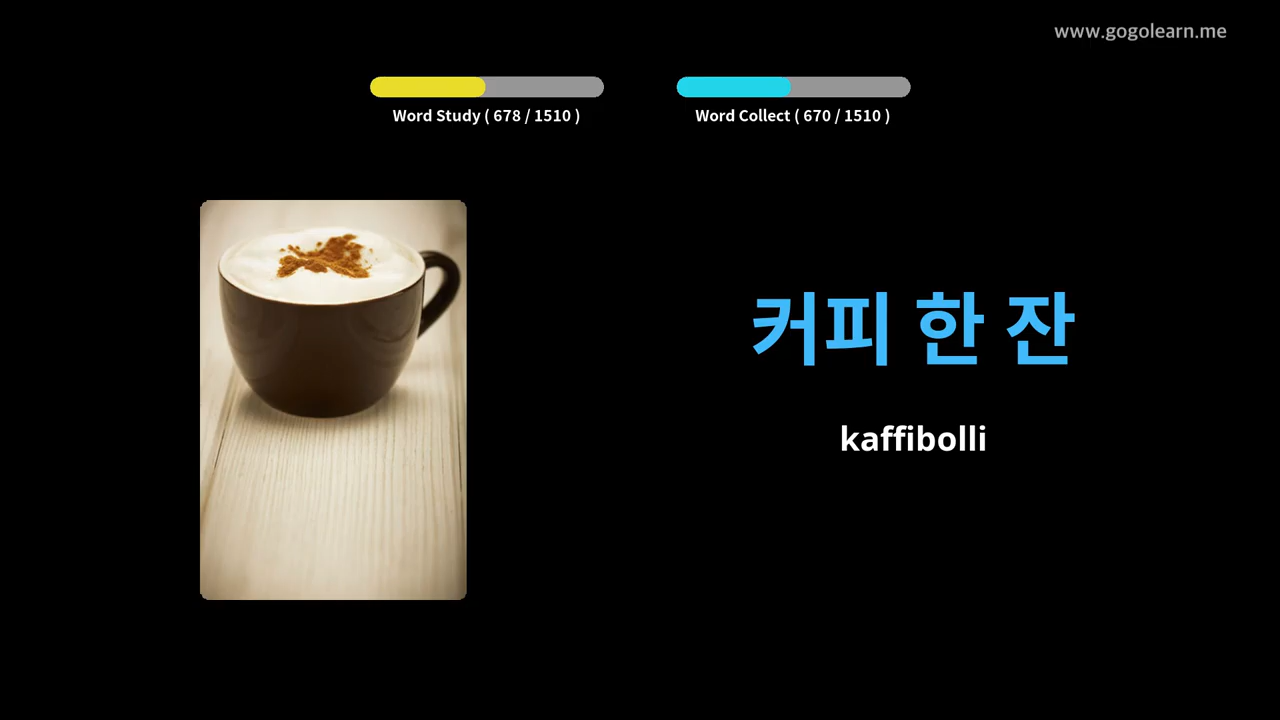 www.gogolearn.me
Word Study ( 678 / 1510 )
Word Collect ( 670 / 1510 )
커피 한 잔
kaffibolli